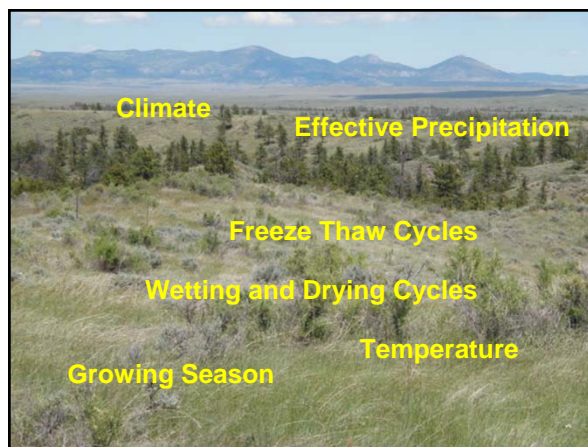 Climate
Effective Precipitation
Freeze Thaw Cycles
Wetting and Drying Cycles
Temperature
Growing Season